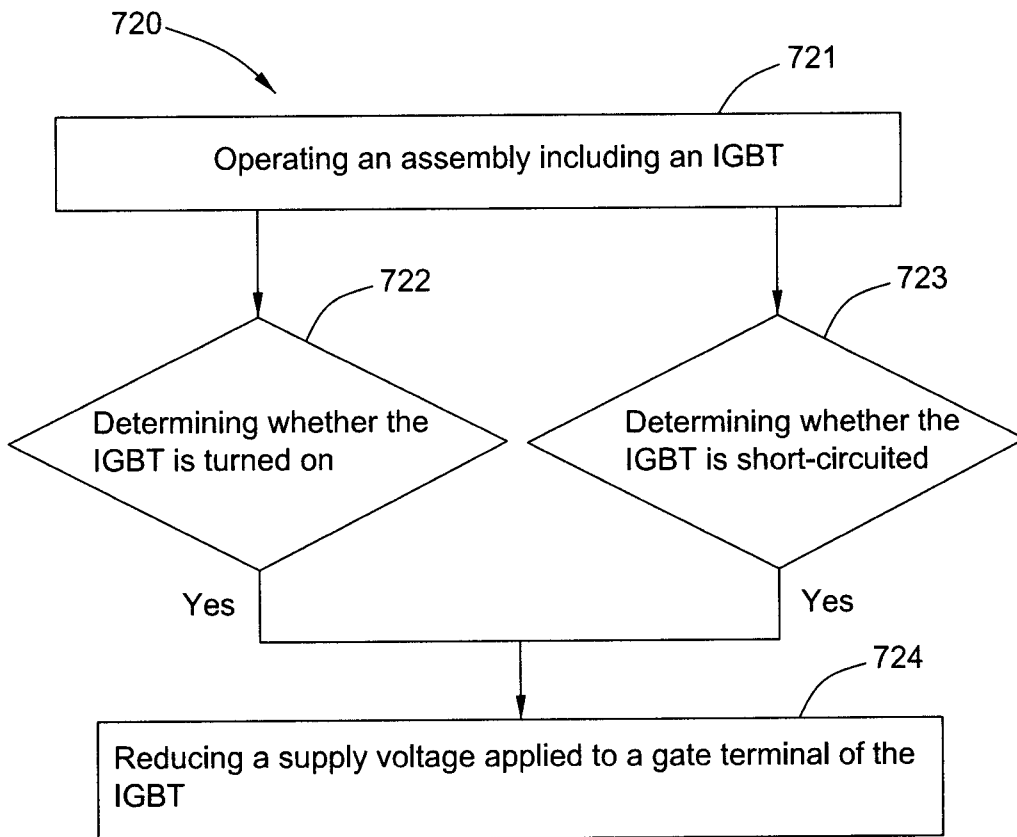 720
721
Operating an assembly including an IGBT
722
723
Determining whether the
IGBT is turned on
Determining whether the
IGBT is short-circuited
Yes
Yes
724
Reducing a supply voltage applied to a gate terminal of the
IGBT